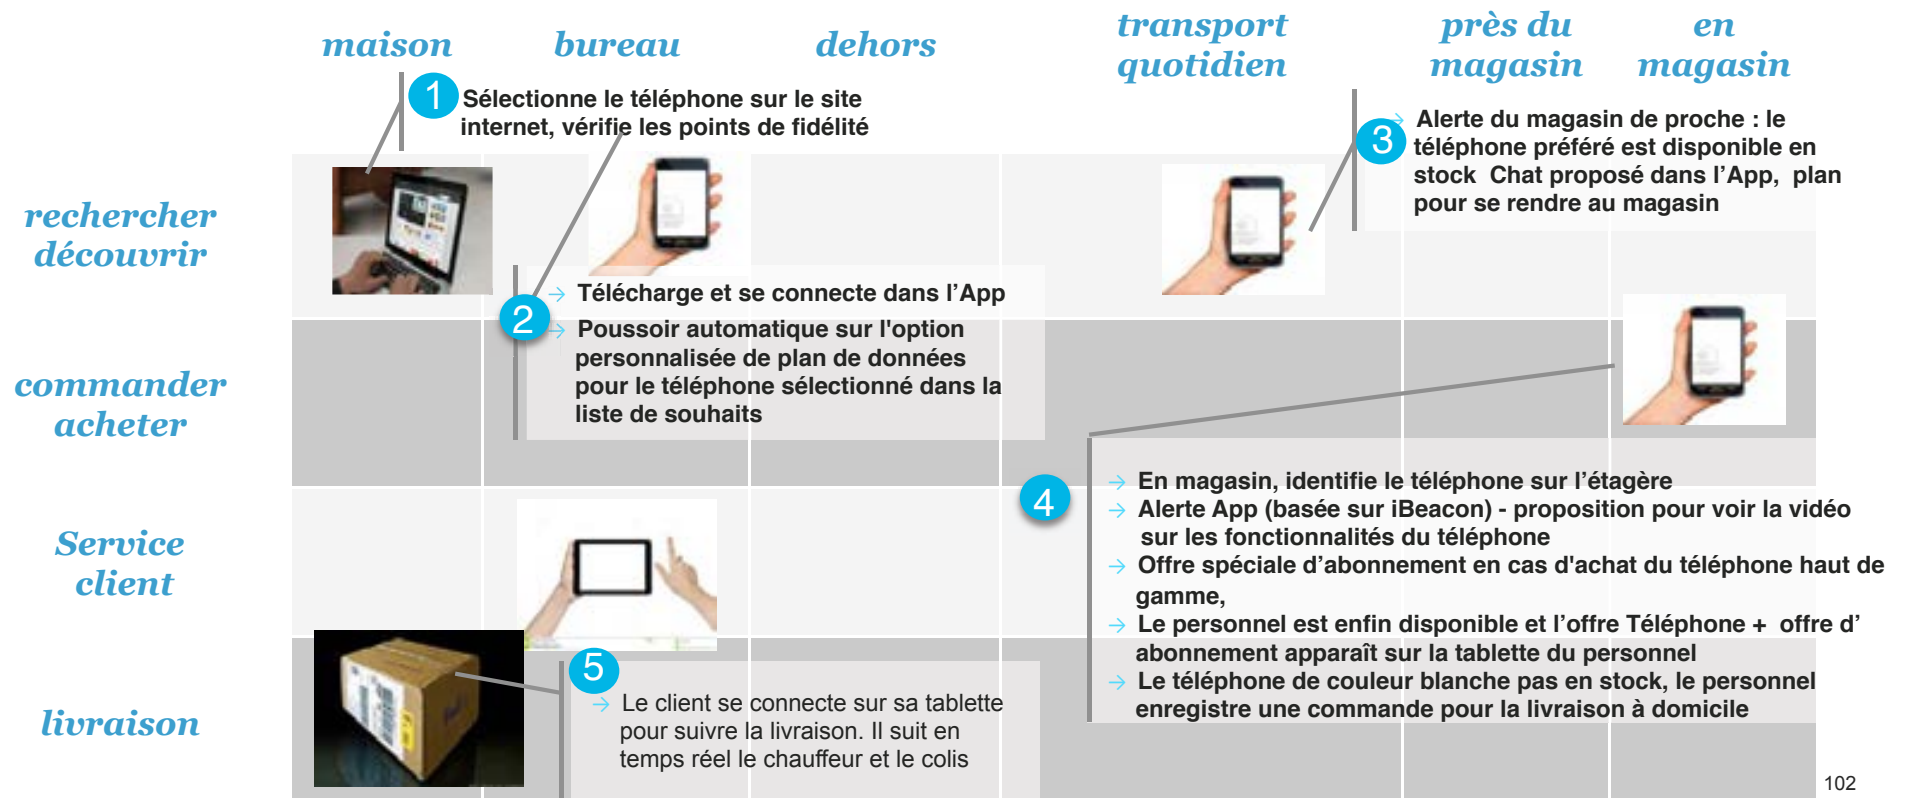 maison
bureau
dehors
transport
quotidien
près du
magasin
en
magasin
1
Sélectionne le téléphone sur le site
internet, vérifie les points de fidélité
3
→ Alerte du magasin de proche : le
téléphone préféré est disponible en
stock Chat proposé dans l’App, plan
pour se rendre au magasin
rechercher
découvrir
2
→ Télécharge et se connecte dans l’App
→ Poussoir automatique sur l'option
personnalisée de plan de données
pour le téléphone sélectionné dans la
liste de souhaits
commander
acheter
4
→ En magasin, identifie le téléphone sur l’étagère
→ Alerte App (basée sur iBeacon) - proposition pour voir la vidéo
sur les fonctionnalités du téléphone
→ Offre spéciale d’abonnement en cas d'achat du téléphone haut de
gamme,
→ Le personnel est enfin disponible et l’offre Téléphone + offre d’
abonnement apparaît sur la tablette du personnel
→ Le téléphone de couleur blanche pas en stock, le personnel
enregistre une commande pour la livraison à domicile
Service
client
5
→ Le client se connecte sur sa tablette
pour suivre la livraison. Il suit en
temps réel le chauffeur et le colis
livraison
102